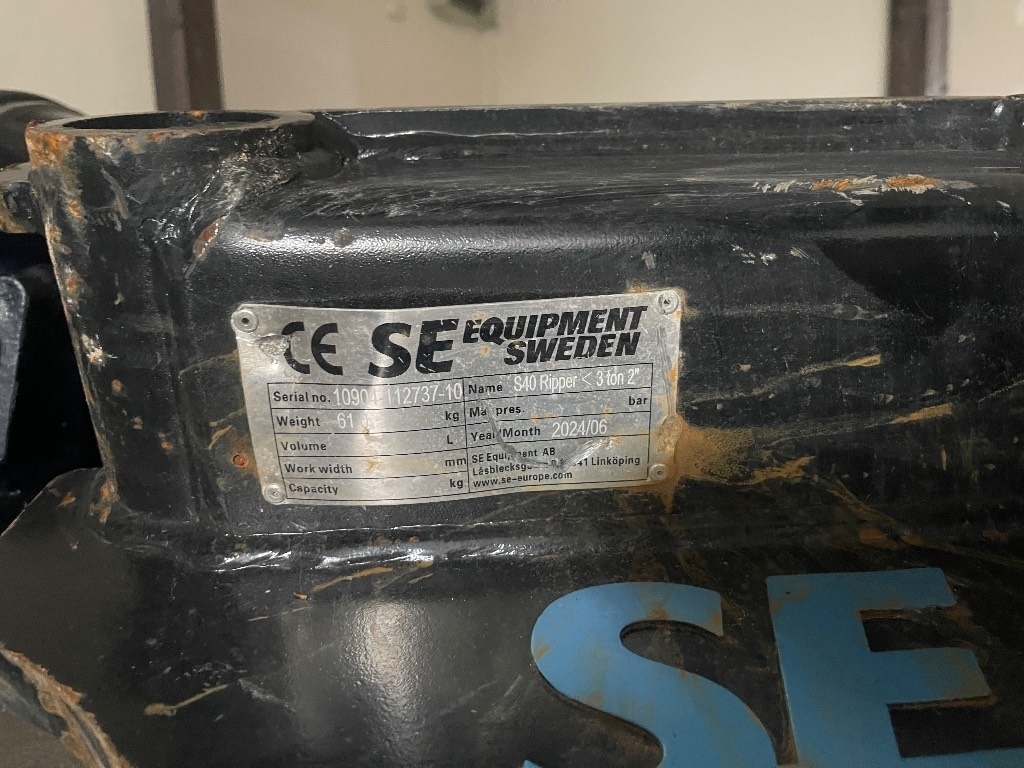 CE SE EQUIPMENT
SWEDEN
Serial no. 112737-10 Name S40 Ripper < 3 ton 2"
Weight 61 kg pres. bar
Volume L Year/Month 2024/06
Work width mm SE Equipment AB
Capacity kg Linköping
www.se-europe.com
SE